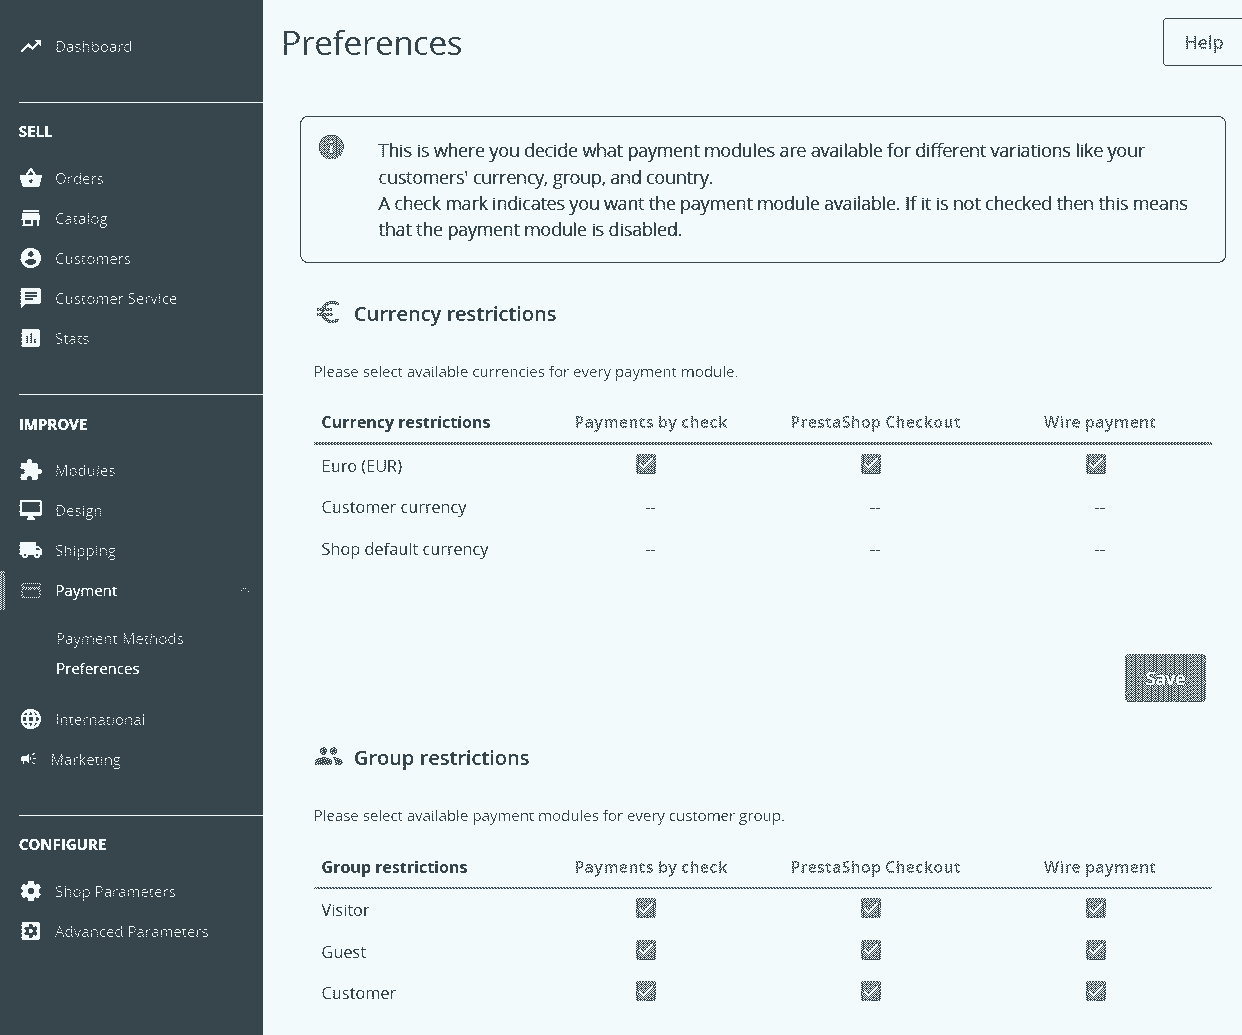 Dashboard
SELL
Orders
Catalog
Customers
Customer Service
Stats
IMPROVE
Modules
Design
Shipping
Payment
Payment Methods
Preferences
International
Marketing
CONFIGURE
Shop Parameters
Advanced Parameters
Preferences
Help
This is where you decide what payment modules are available for different variations like your
customers' currency, group, and country.
A check mark indicates you want the payment module available. If it is not checked then this means
that the payment module is disabled.
Currency restrictions
Please select available currencies for every payment module.
Currency restrictions Payments by check PrestaShop Checkout Wire payment
Euro (EUR)
Customer currency -- -- --
Shop default currency -- -- --
Save
Group restrictions
Please select available payment modules for every customer group.
Group restrictions Payments by check PrestaShop Checkout Wire payment
Visitor
Guest
Customer